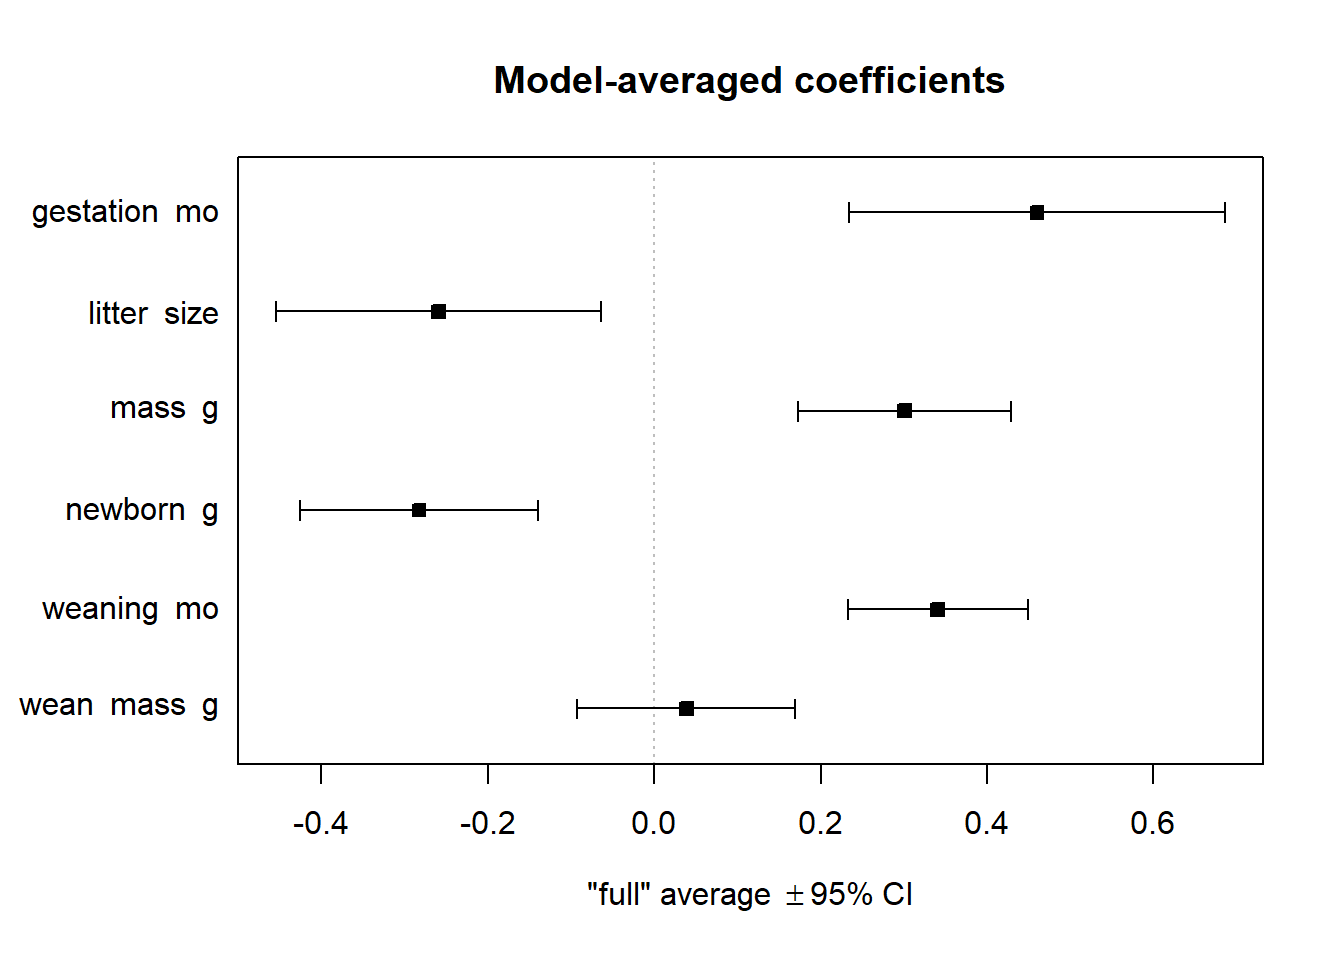 Model-averaged coefficients
gestation mo
litter size
mass g
newborn g
weaning mo
wean mass g
-0.4 -0.2 0.0 0.2 0.4 0.6
"full" average ±95% CI